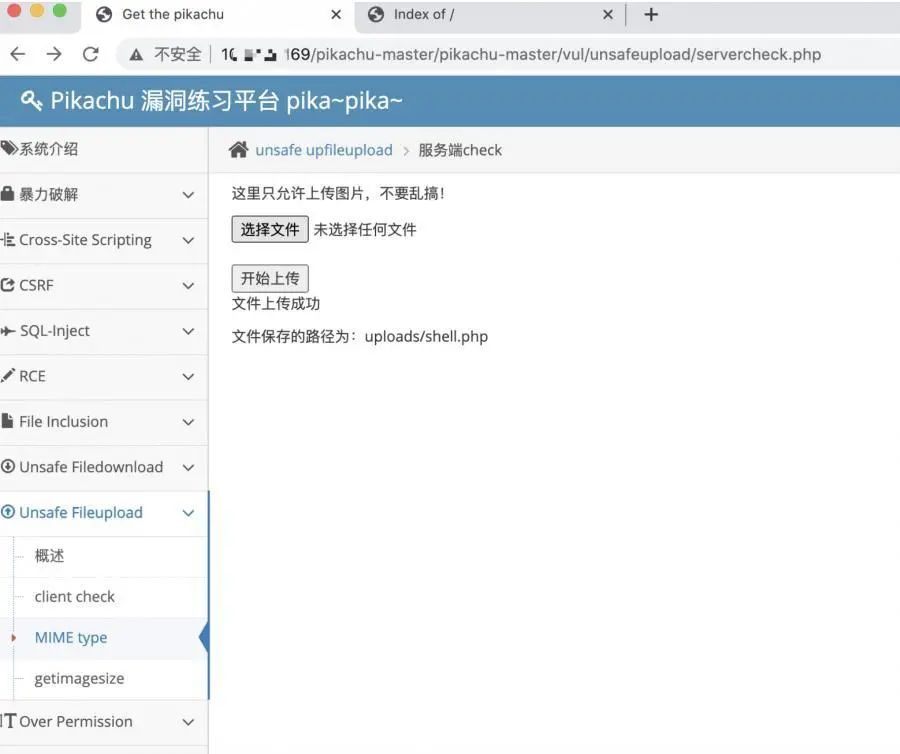 Get the pikachu
Index of /
不安全 169/pikachu-master/pikachu-master/vul/unsafeupload/servercheck.php
Pikachu 漏洞练习平台 pika~pika~
系统介绍
暴力破解
Cross-Site Scripting
CSRF
SQL-Inject
RCE
File Inclusion
Unsafe Filedownload
Unsafe Fileupload
概述
client check
MIME type
getimagesize
Over Permission
unsafe upfileupload > 服务端check
这里只允许上传图片，不要乱搞！
选择文件 未选择任何文件
开始上传
文件上传成功
文件保存的路径为：uploads/shell.php